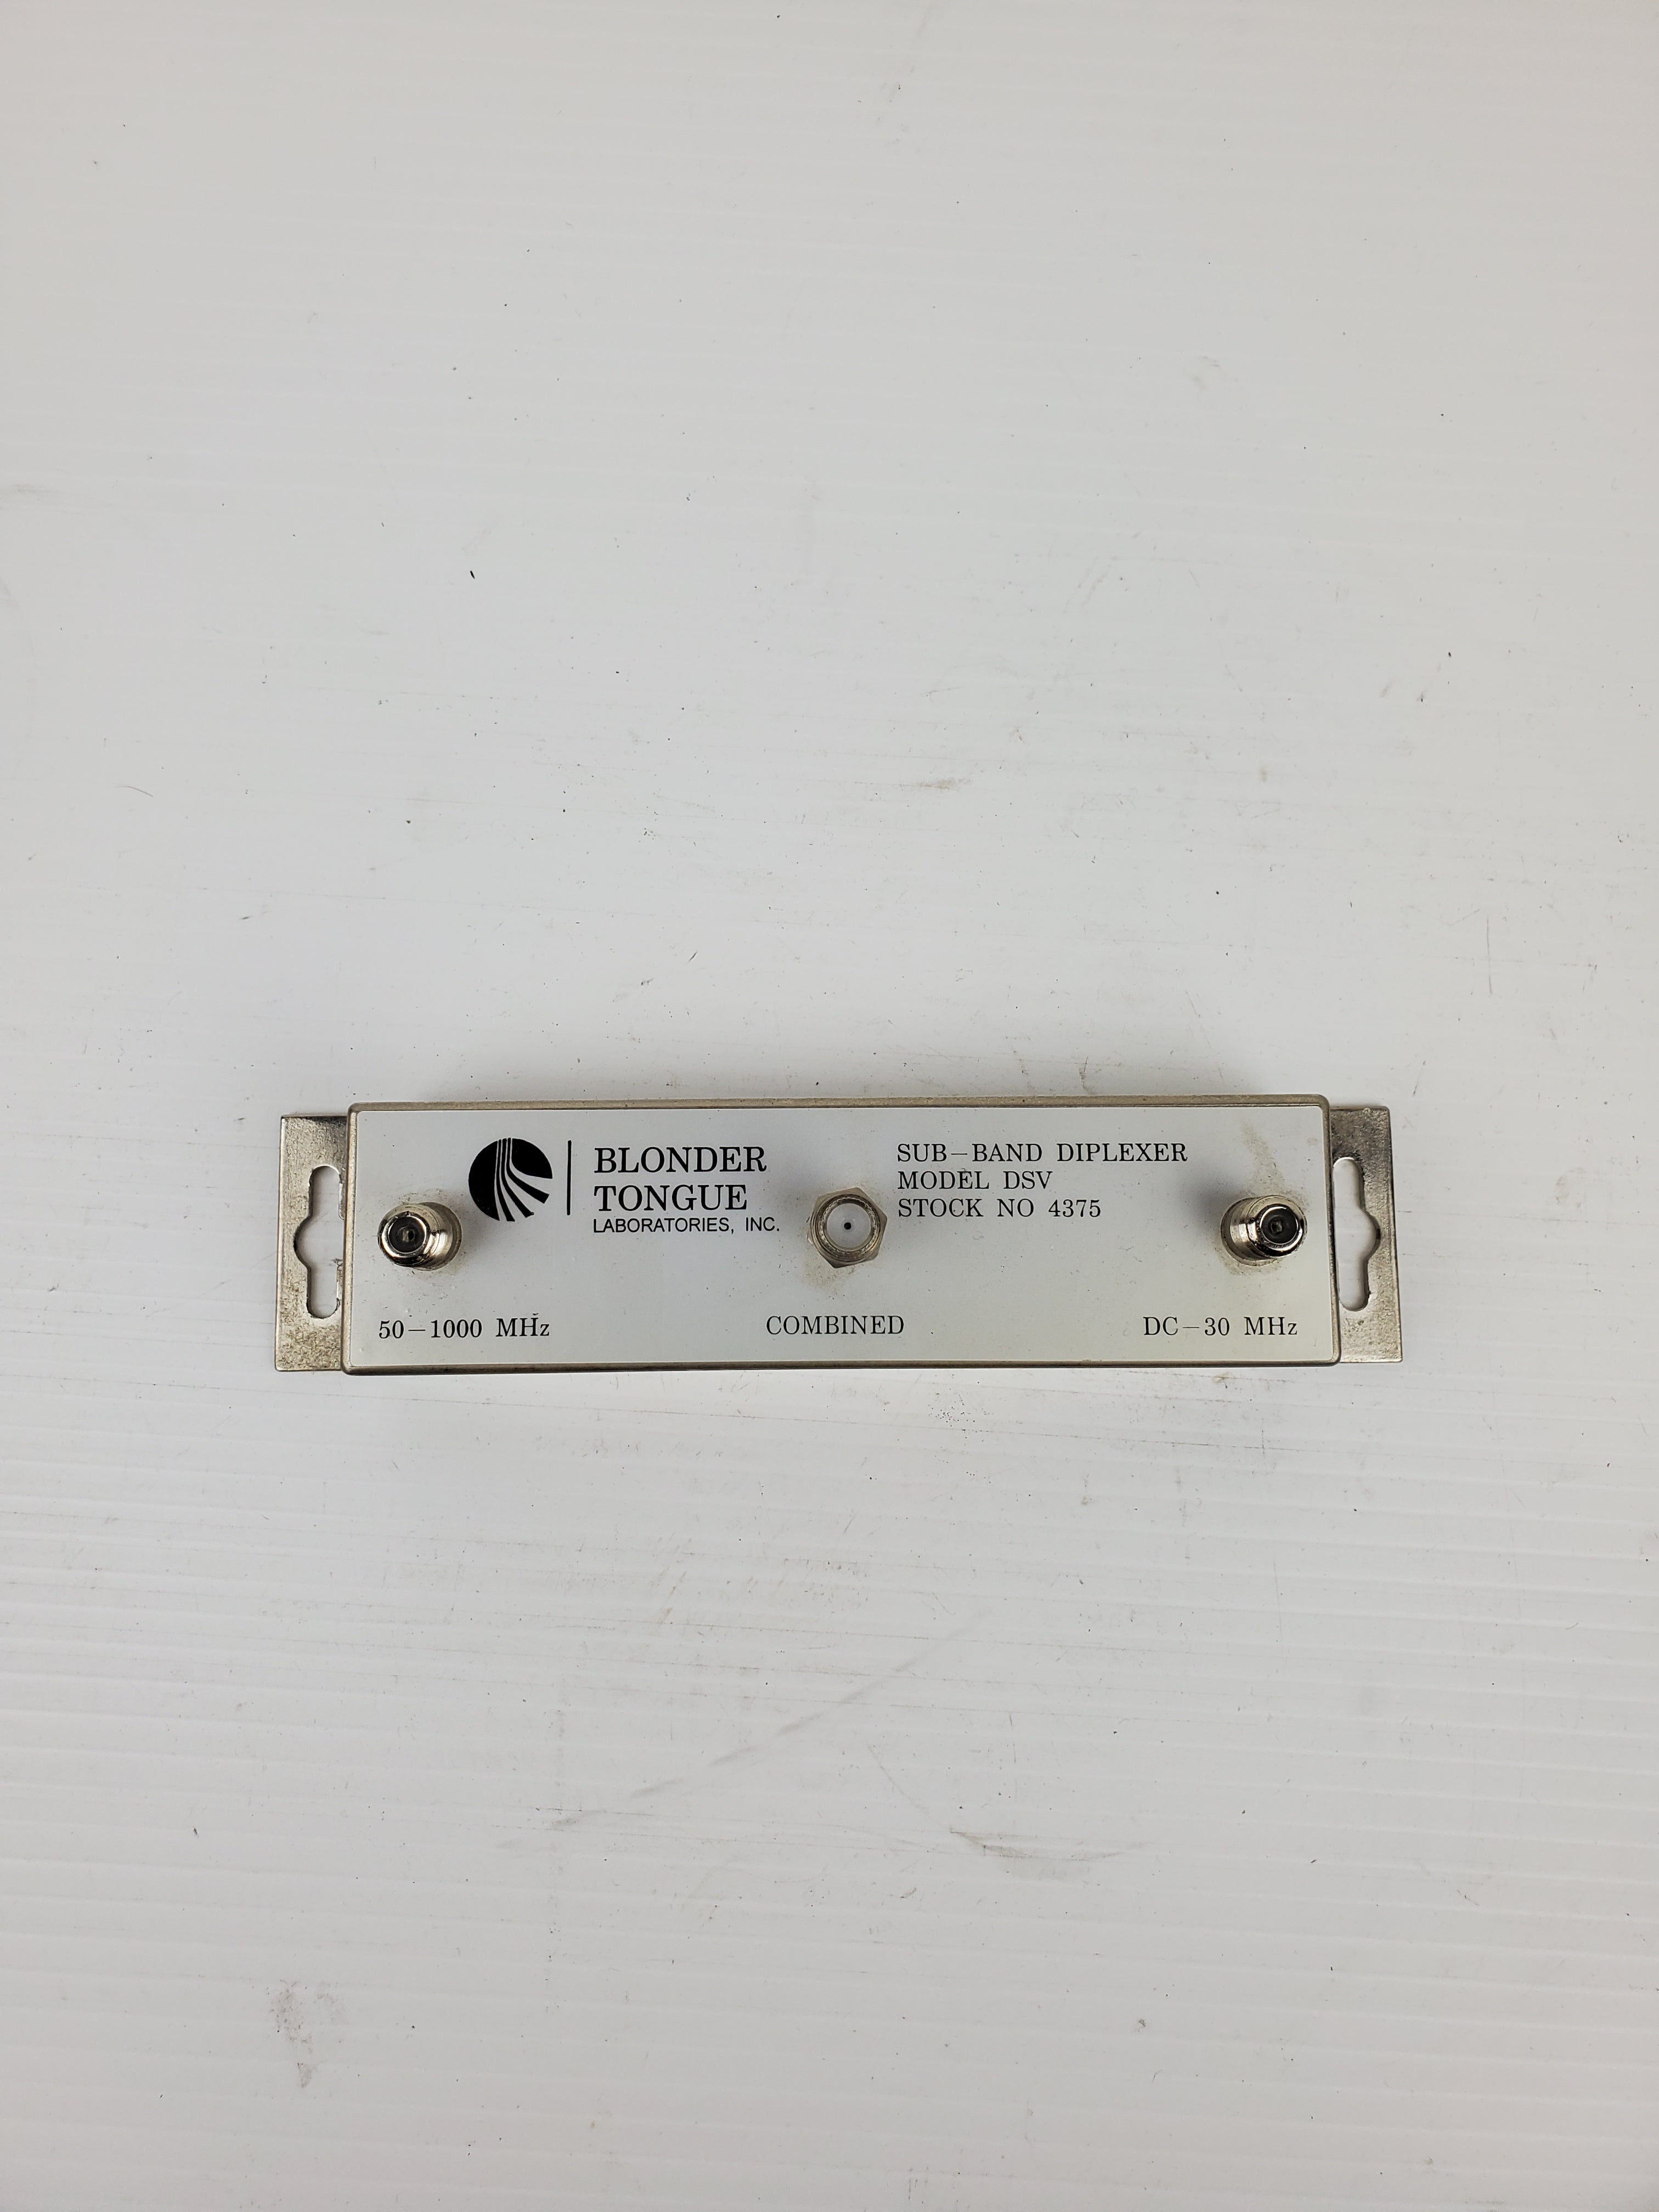 BLONDER
TONGUE
LABORATORIES, INC.
SUB-BAND DIPLEXER
MODEL DSV
STOCK NO 4375
50-1000 MHz
COMBINED
DC-30 MHz